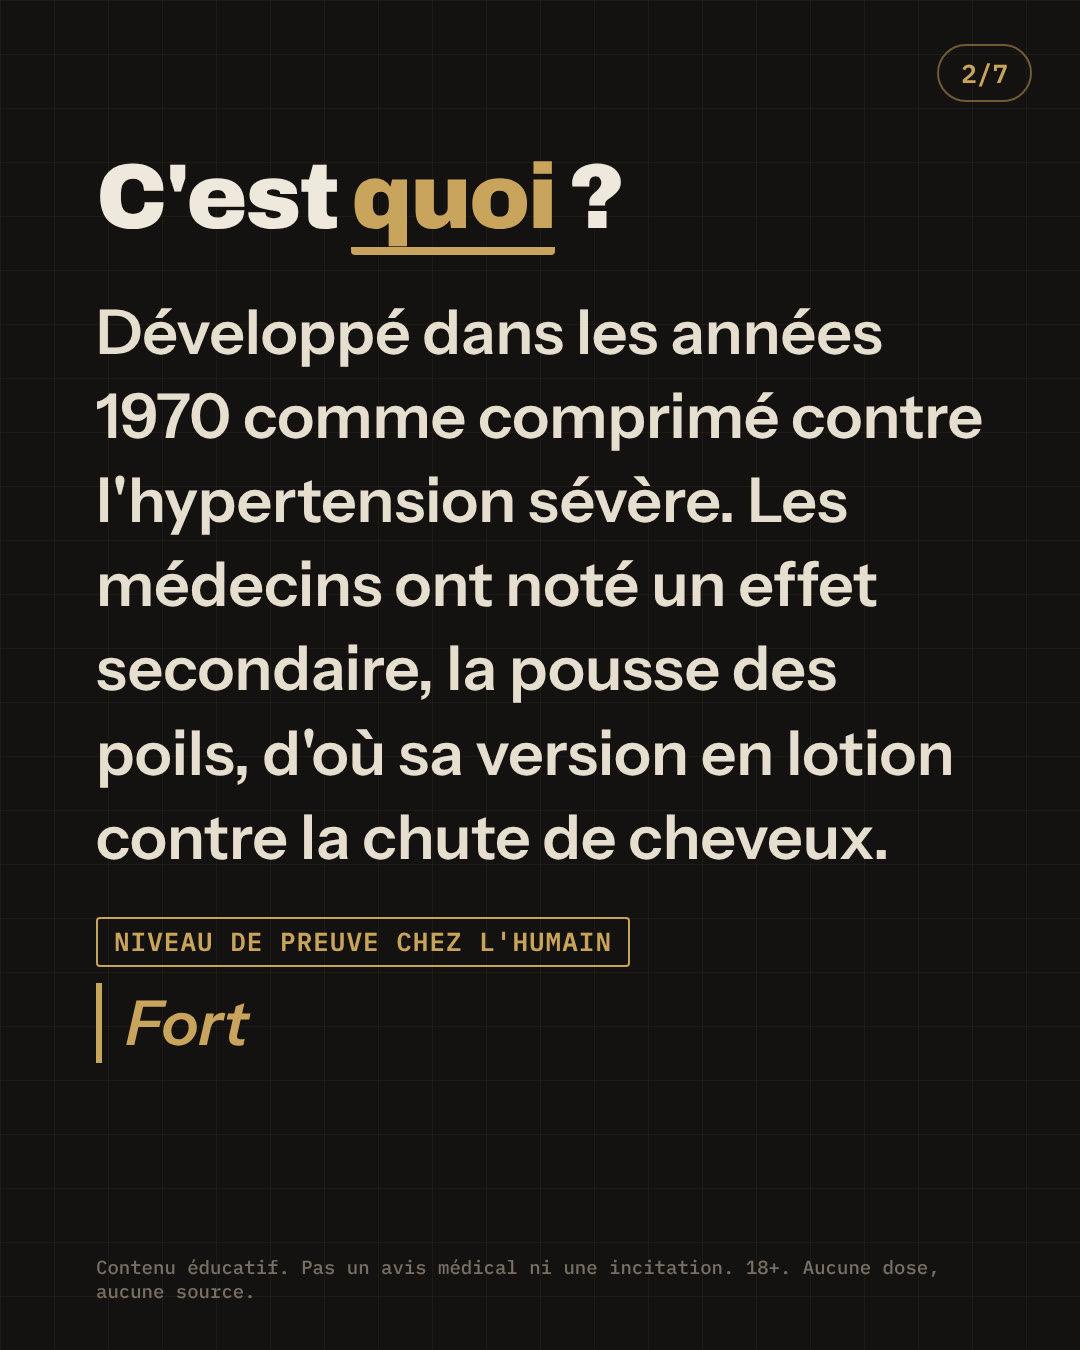 2/7
C'est quoi ?
Développé dans les années
1970 comme comprimé contre
l'hypertension sévère. Les
médecins ont noté un effet
secondaire, la pousse des
poils, d'où sa version en lotion
contre la chute de cheveux.
NIVEAU DE PREUVE CHEZ L'HUMAIN
Fort
Contenu éducatif. Pas un avis médical ni une incitation. 18+. Aucune dose,
aucune source.